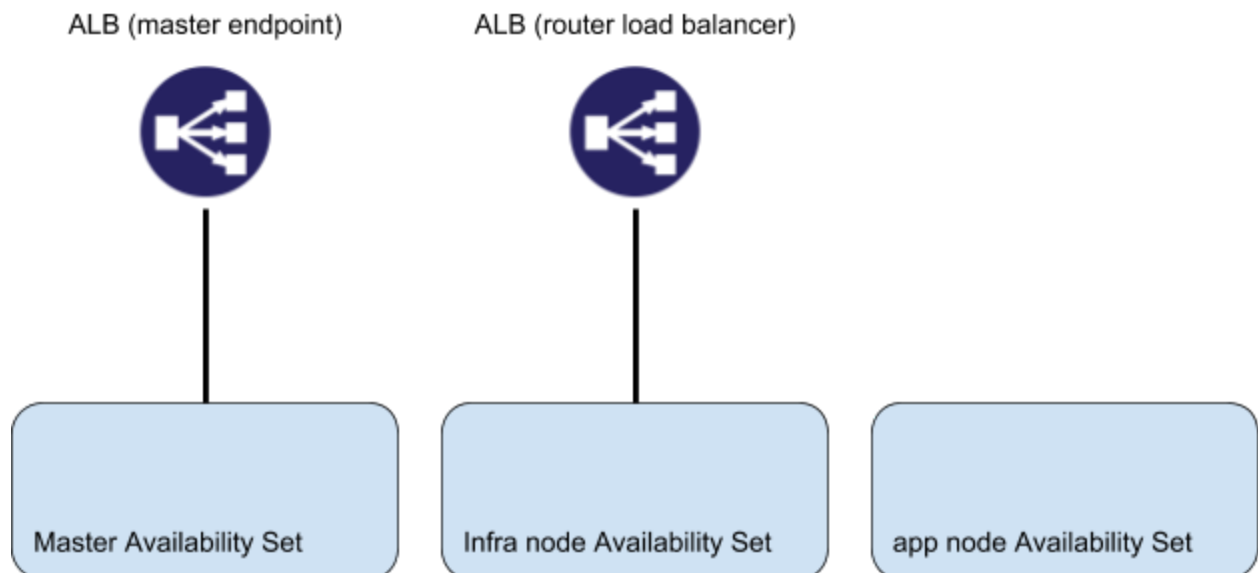 ALB (master endpoint)
ALB (router load balancer)
Master Availability Set
Infra node Availability Set
app node Availability Set